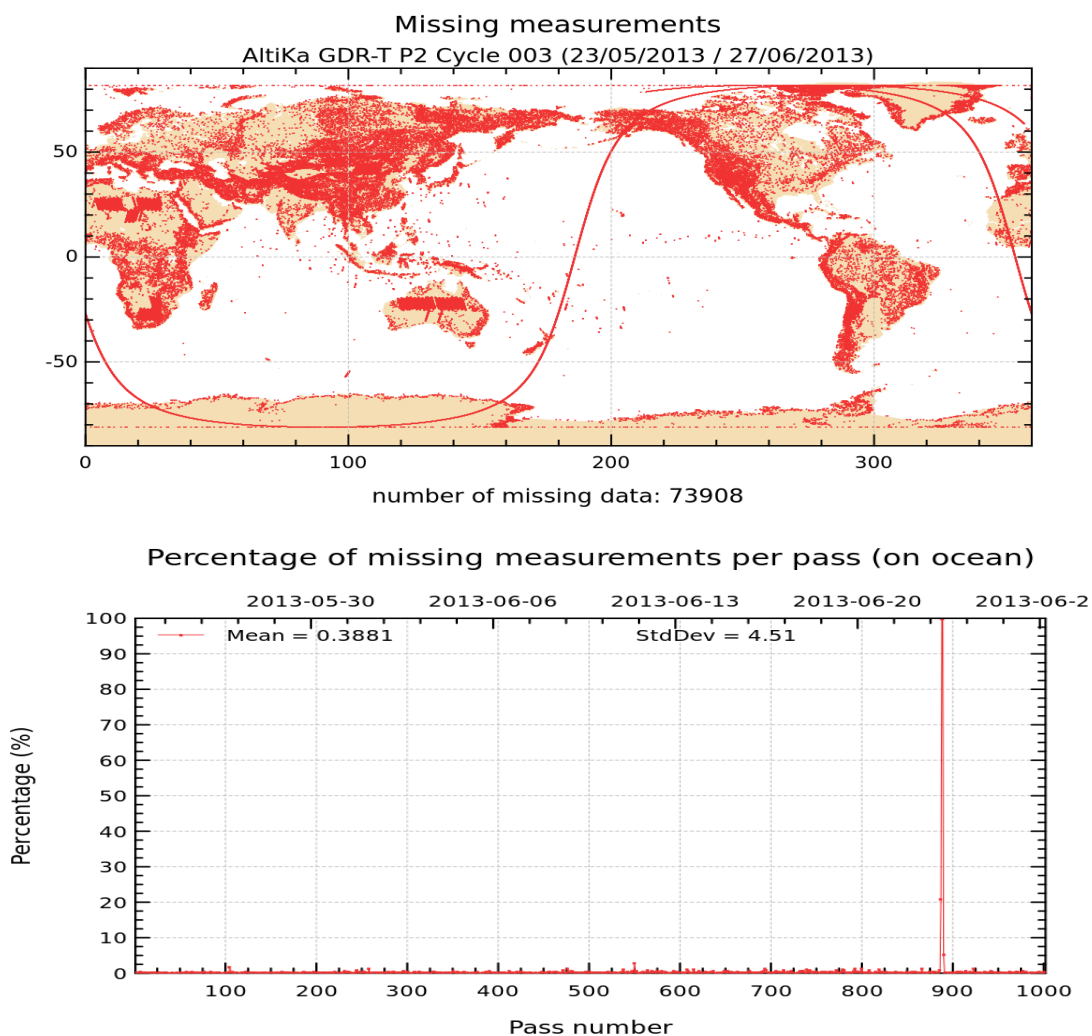 Missing measurements
AltiKa GDR-T P2 Cycle 003 (23/05/2013 / 27/06/2013)
50
0
-50
0 100 200 300
number of missing data: 73908
Percentage of missing measurements per pass (on ocean)
2013-05-30 2013-06-06 2013-06-13 2013-06-20 2013-06-2
Mean = 0.3881 StdDev = 4.51
100
90
80
70
60
50
40
30
20
10
0
Percentage (%)
100 200 300 400 500 600 700 800 900 1000
Pass number